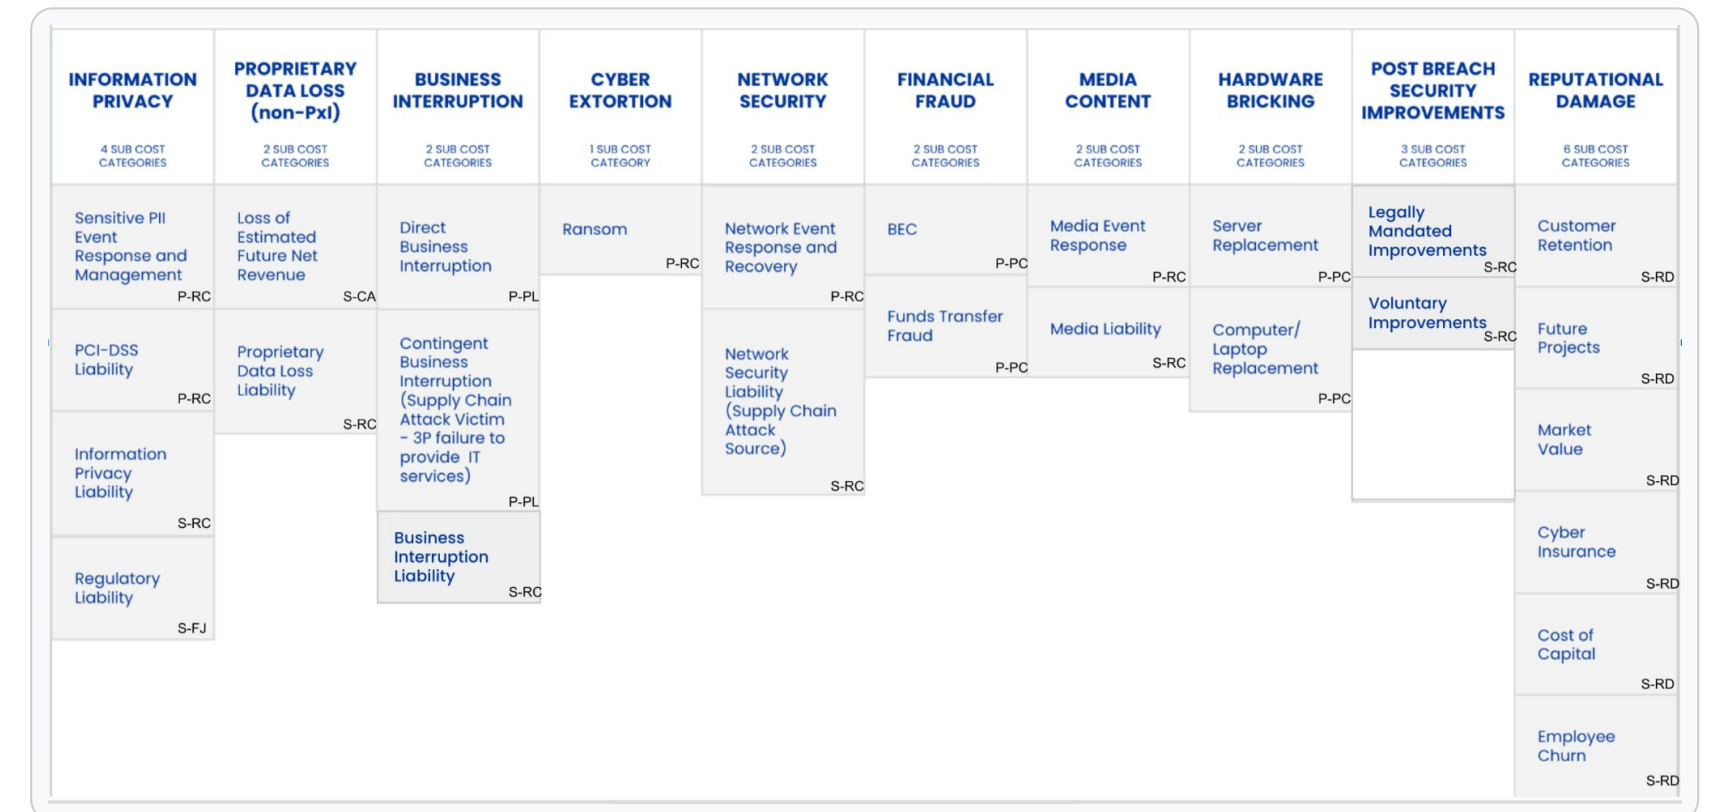 INFORMATION
PRIVACY
4 SUB COST
CATEGORIES
Sensitive PII
Event
Response and
Management
P-RC
PCI-DSS
Liability
P-RC
Information
Privacy
Liability
S-RC
Regulatory
Liability
S-FJ
PROPRIETARY
DATA LOSS
(non-PxI)
2 SUB COST
CATEGORIES
Loss of
Estimated
Future Net
Revenue
S-CA
Proprietary
Data Loss
Liability
S-RC
BUSINESS
INTERRUPTION
2 SUB COST
CATEGORIES
Direct
Business
Interruption
P-PL
Contingent
Business
Interruption
(Supply Chain
Attack Victim
- 3P failure to
provide IT
services)
P-PL
Business
Interruption
Liability
S-RC
CYBER
EXTORTION
1 SUB COST
CATEGORY
Ransom
P-RC
NETWORK
SECURITY
2 SUB COST
CATEGORIES
Network Event
Response and
Recovery
P-RC
Network
Security
Liability
(Supply Chain
Attack
Source)
S-RC
FINANCIAL
FRAUD
2 SUB COST
CATEGORIES
BEC
P-PC
Funds Transfer
Fraud
P-PC
MEDIA
CONTENT
2 SUB COST
CATEGORIES
Media Event
Response
P-RC
Media Liability
S-RC
HARDWARE
BRICKING
2 SUB COST
CATEGORIES
Server
Replacement
P-PC
Computer/
Laptop
Replacement
P-PC
POST BREACH
SECURITY
IMPROVEMENTS
3 SUB COST
CATEGORIES
Legally
Mandated
Improvements
S-RC
Voluntary
Improvements
S-RC
REPUTATIONAL
DAMAGE
6 SUB COST
CATEGORIES
Customer
Retention
S-RD
Future
Projects
S-RD
Market
Value
S-RD
Cyber
Insurance
S-RD
Cost of
Capital
S-RD
Employee
Churn
S-RD